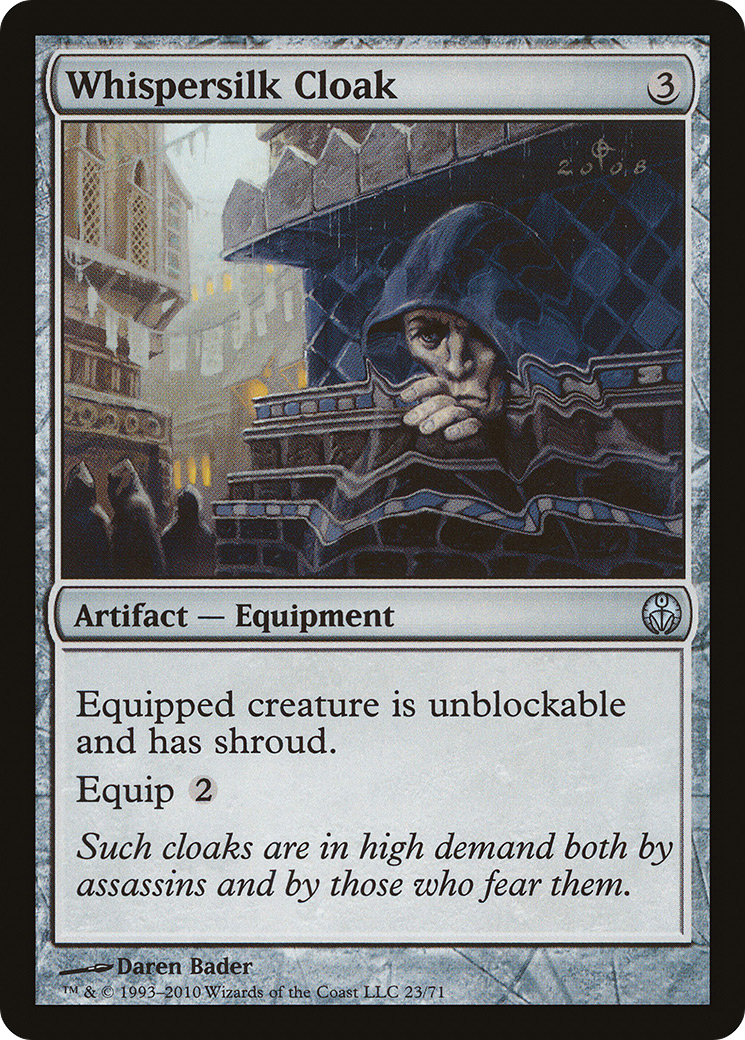 Whispersilk Cloak 3
2008
Artifact — Equipment
Equipped creature is unblockable
and has shroud.
Equip 2
Such cloaks are in high demand both by
assassins and by those who fear them.
Daren Bader
™ & © 1993–2010 Wizards of the Coast LLC 23/71